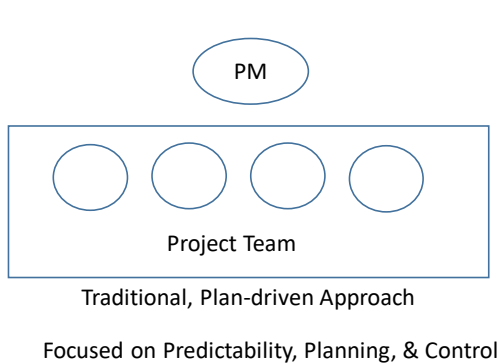 PM
Project Team
Traditional, Plan-driven Approach
Focused on Predictability, Planning, & Control